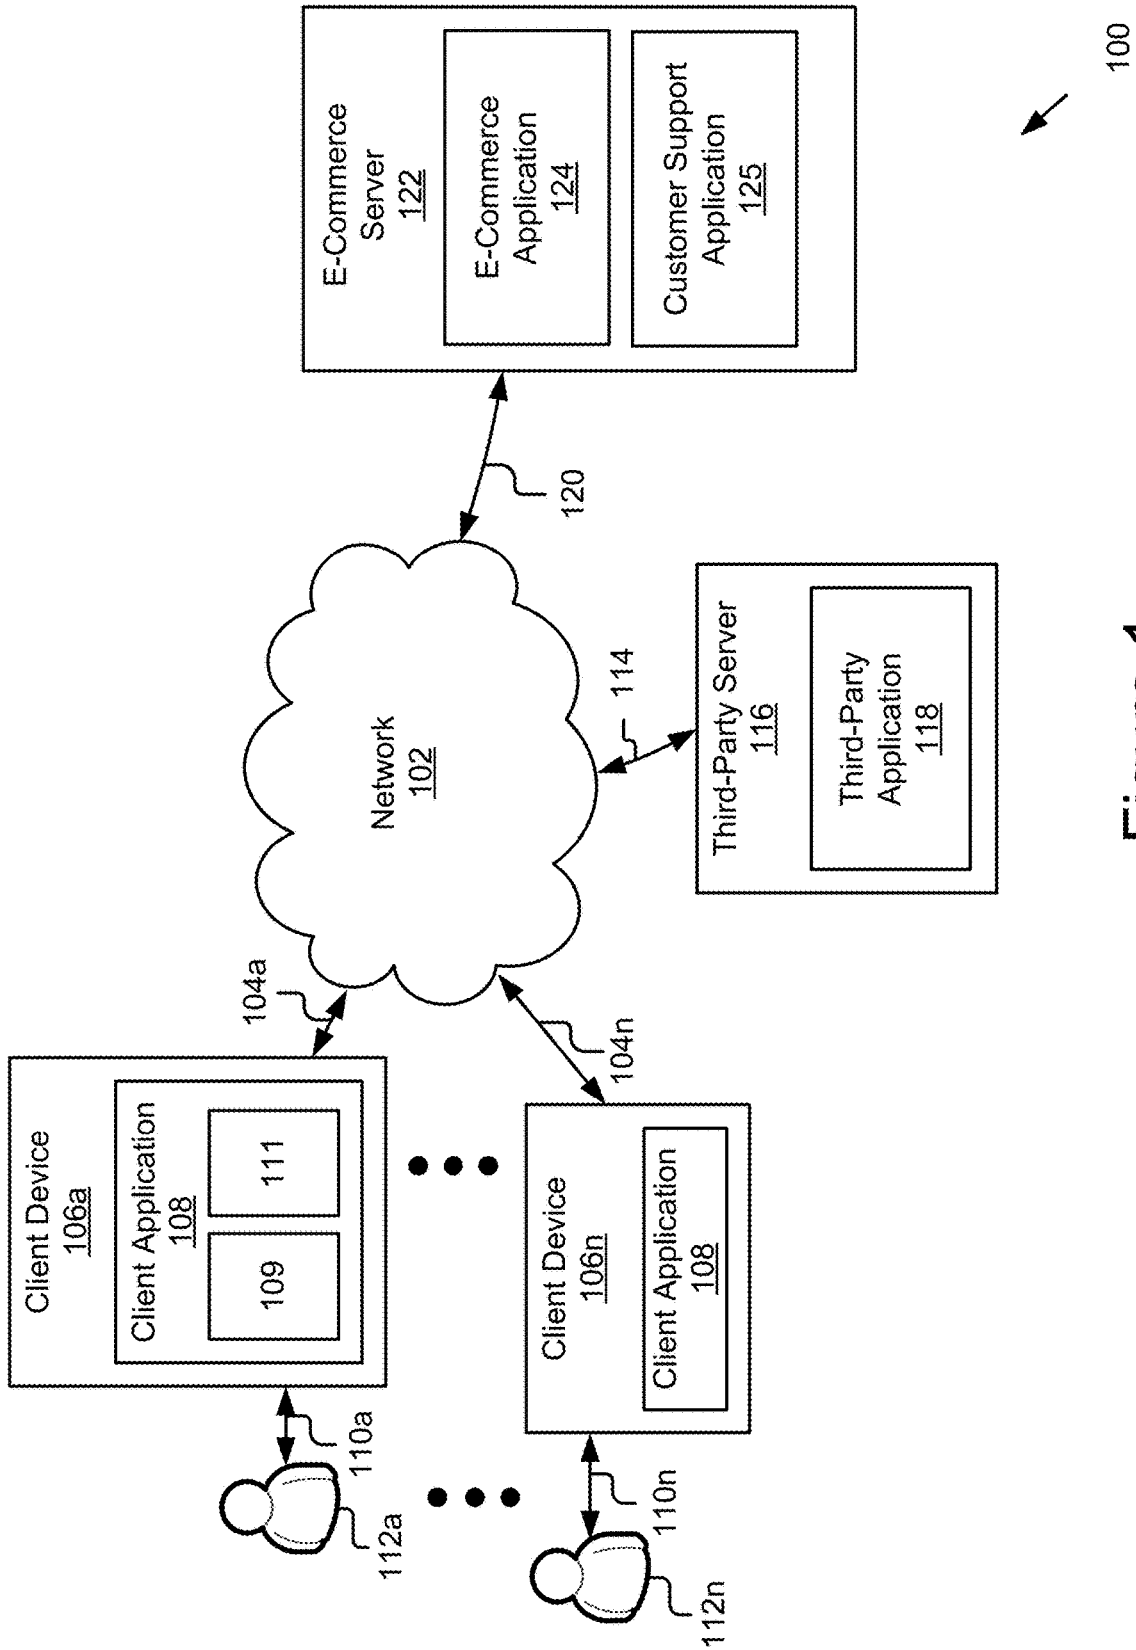 Client Device
106a
Client Application
108
109
111
110a
112a
104a
Network
102
E-Commerce
Server
122
E-Commerce
Application
124
Customer Support
Application
125
120
Client Device
106n
Client Application
108
110n
112n
104n
114
Third-Party Server
116
Third-Party
Application
118
100